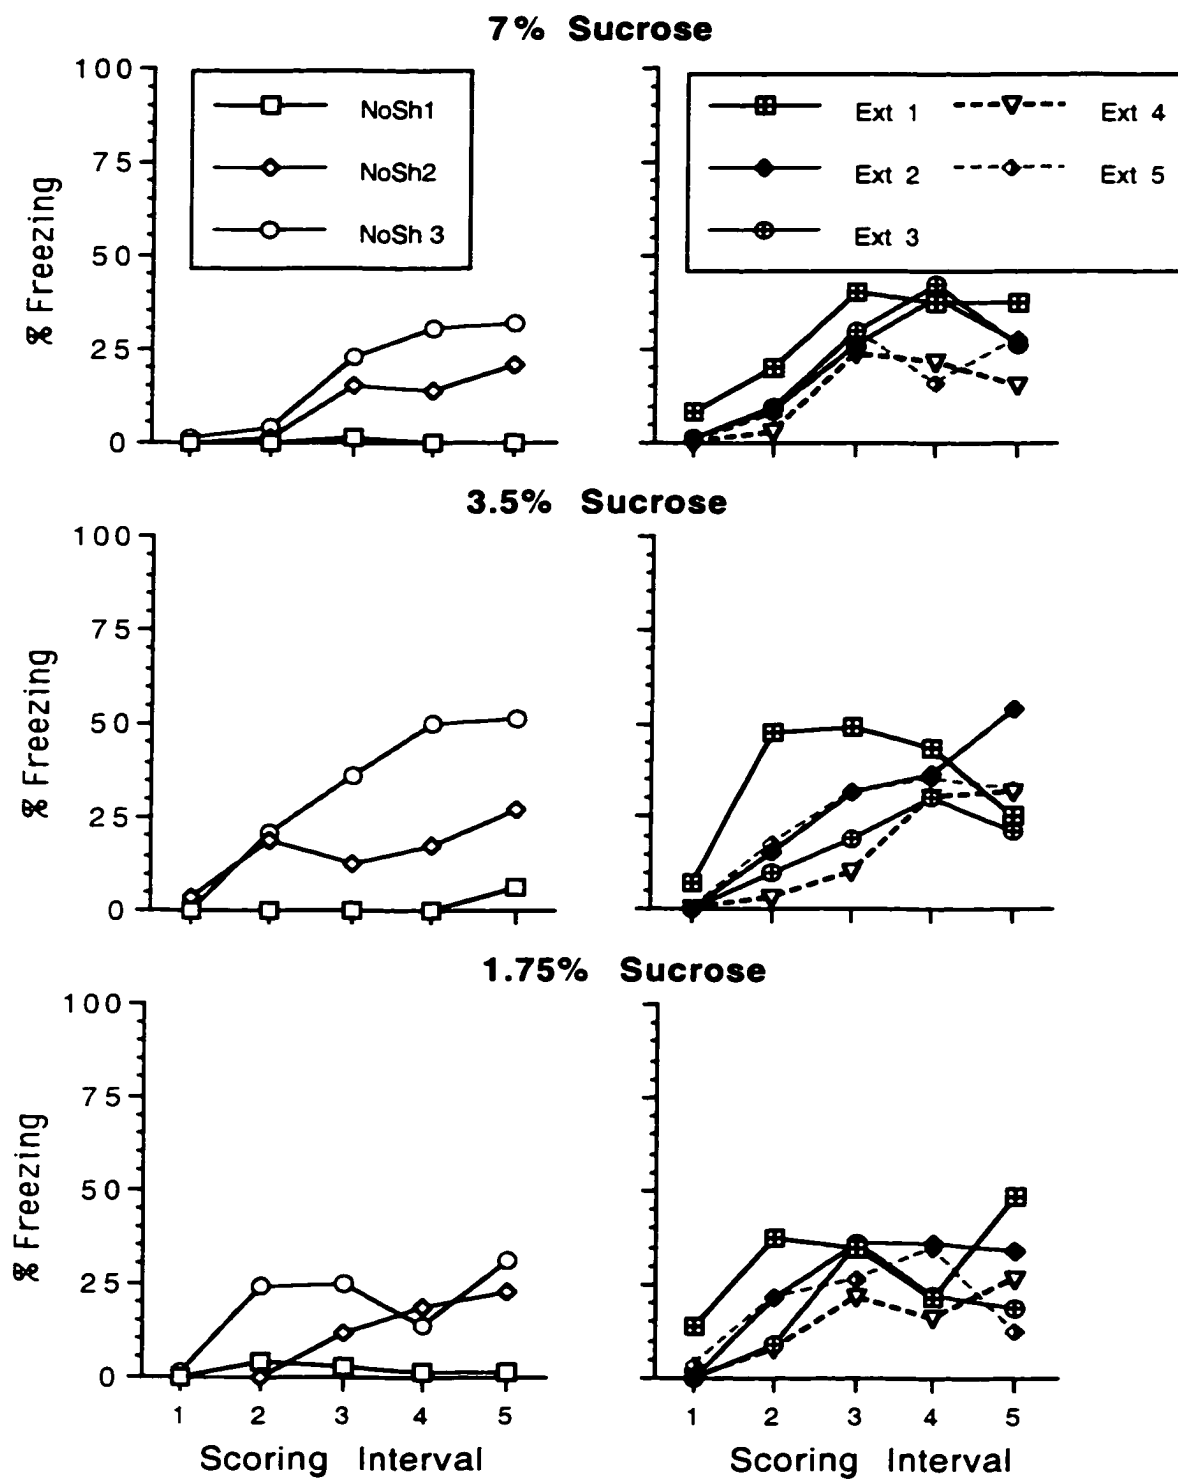 7% Sucrose
% Freezing
100
75
50
25
0
NoSh1
NoSh2
NoSh 3
Ext 1
Ext 4
Ext 2
Ext 5
Ext 3
3.5% Sucrose
% Freezing
100
75
50
25
0
1.75% Sucrose
% Freezing
100
75
50
25
0
1 2 3 4 5
1 2 3 4 5
Scoring Interval
Scoring Interval